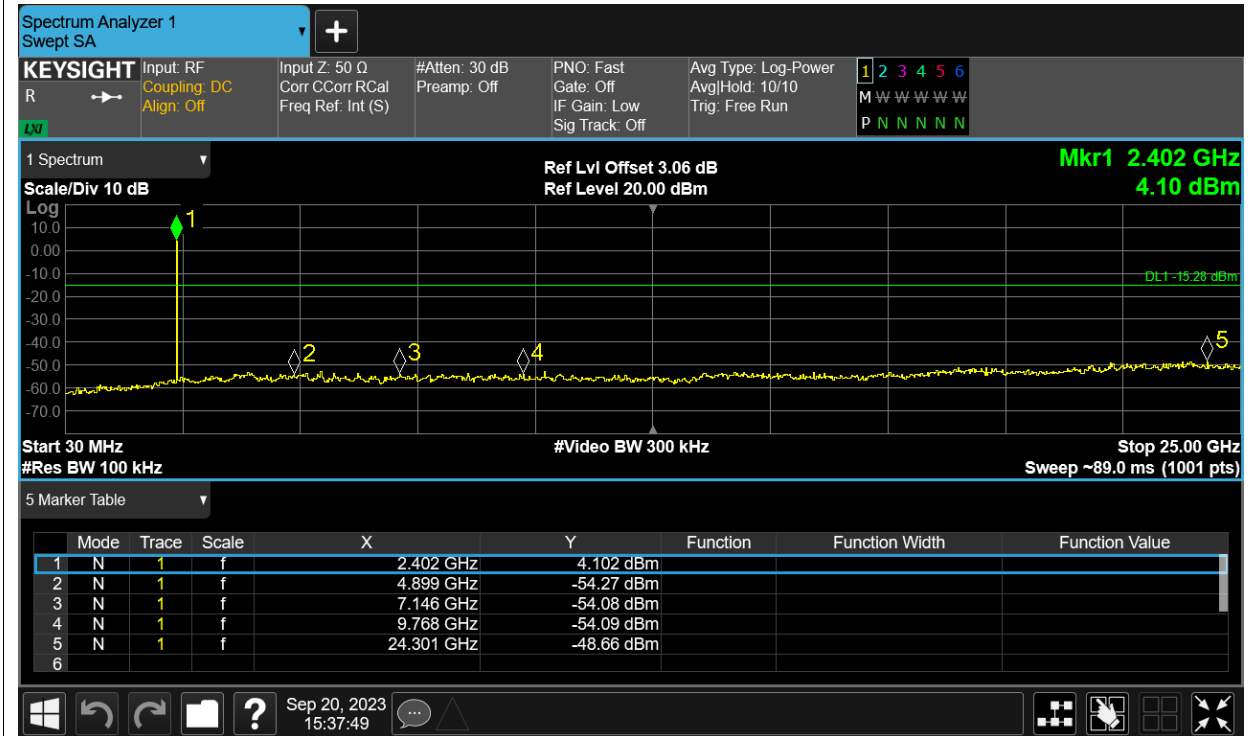 Spectrum Analyzer 1
Swept SA
KEYSIGHT Input: RF Input Z: 50 Ω #Atten: 30 dB PNO: Fast Avg Type: Log-Power 1 2 3 4 5 6
R Coupling: DC Corr CCorr RCal Preamp: Off Gate: Off Avg|Hold: 10/10 M W W W W W W
Align: Off Freq Ref: Int (S) IF Gain: Low Trig: Free Run
LXI Sig Track: Off P N N N N N N
1 Spectrum Ref Lvl Offset 3.06 dB Mkr1 2.402 GHz
Scale/Div 10 dB Ref Level 20.00 dBm 4.10 dBm
Log
1
10.0
0.00
-10.0 DL1 -15.28 dBm
-20.0
-30.0
-40.0 2 3 4 5
-50.0
-60.0
-70.0
Start 30 MHz #Video BW 300 kHz Stop 25.00 GHz
#Res BW 100 kHz Sweep ~89.0 ms (1001 pts)
5 Marker Table
Mode Trace Scale X Y Function Function Width Function Value
1 N 1 f 2.402 GHz 4.102 dBm
2 N 1 f 4.899 GHz -54.27 dBm
3 N 1 f 7.146 GHz -54.08 dBm
4 N 1 f 9.768 GHz -54.09 dBm
5 N 1 f 24.301 GHz -48.66 dBm
6
? Sep 20, 2023
15:37:49